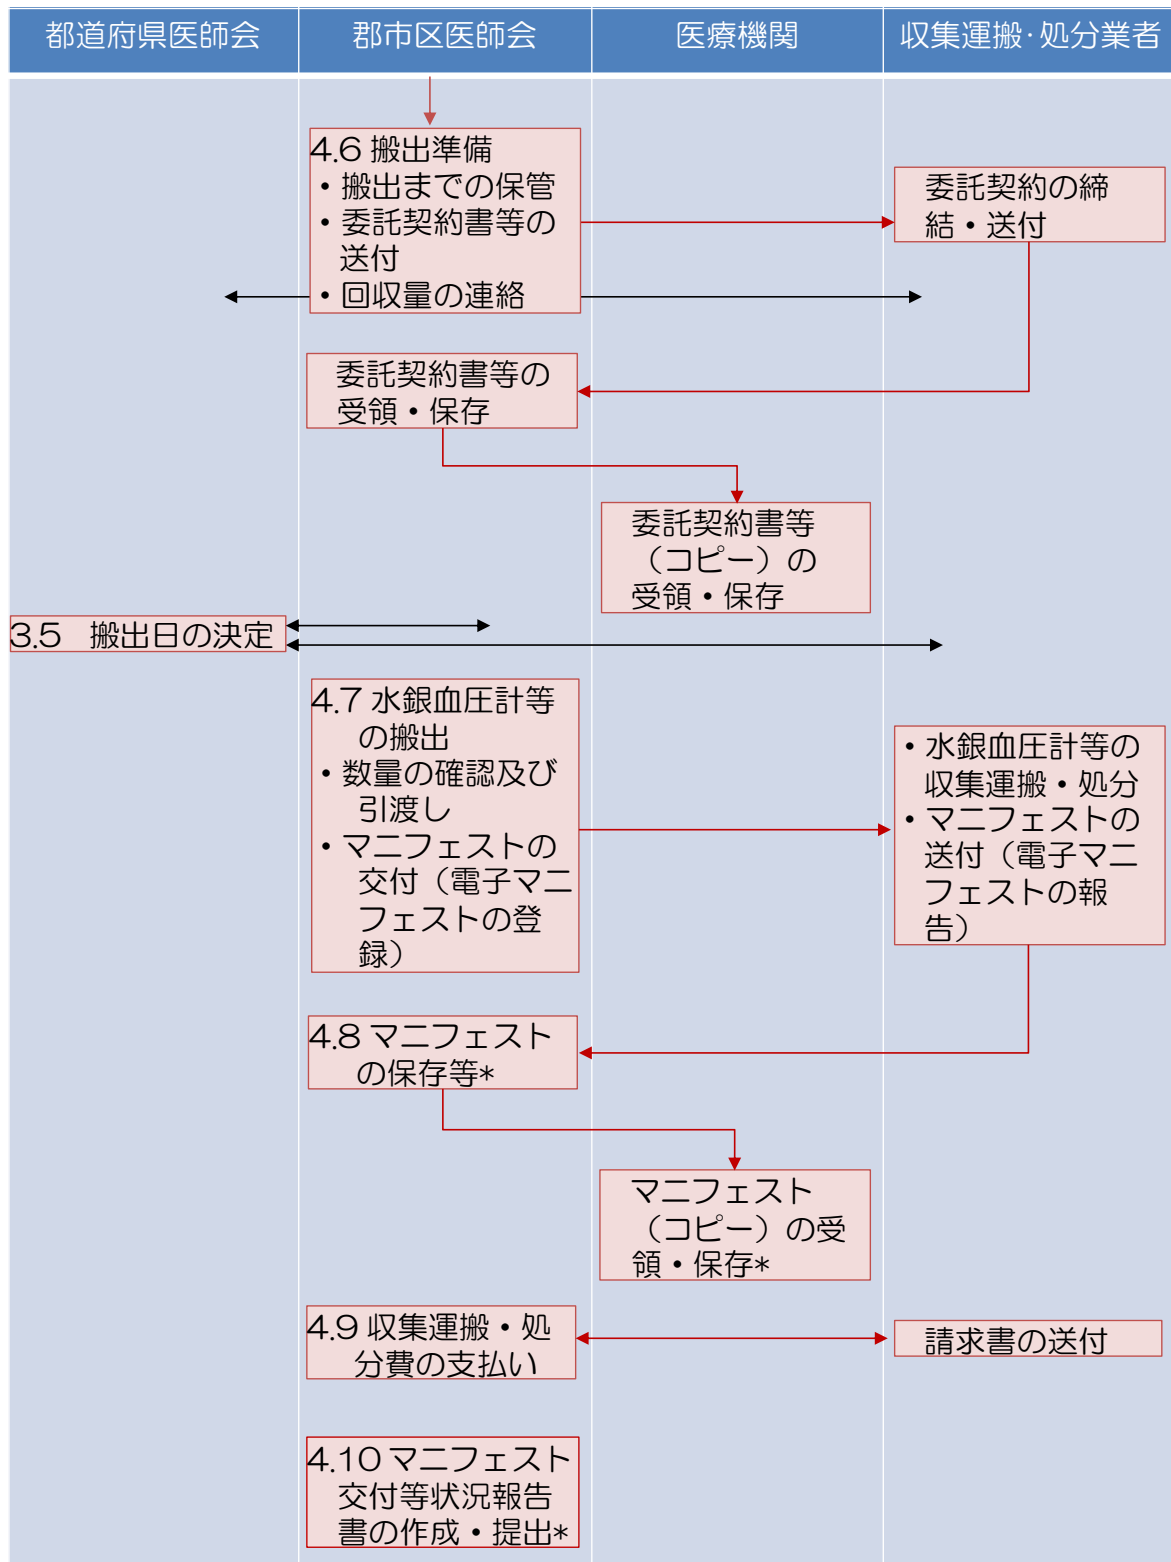 都道府県医師会
郡市区医師会
医療機関
収集運搬･処分業者
4.6 搬出準備
・搬出までの保管
・委託契約書等の
送付
・回収量の連絡
委託契約の締
結・送付
委託契約書等の
受領・保存
委託契約書等
（コピー）の
受領・保存
3.5　搬出日の決定
4.7 水銀血圧計等
の搬出
・数量の確認及び
引渡し
・マニフェストの
交付（電子マニ
フェストの登
録）
・水銀血圧計等の
収集運搬・処分
・マニフェストの
送付（電子マニ
フェストの報
告）
4.8 マニフェスト
の保存等*
マニフェスト
（コピー）の受
領・保存*
4.9 収集運搬・処
分費の支払い
請求書の送付
4.10 マニフェスト
交付等状況報告
書の作成・提出*